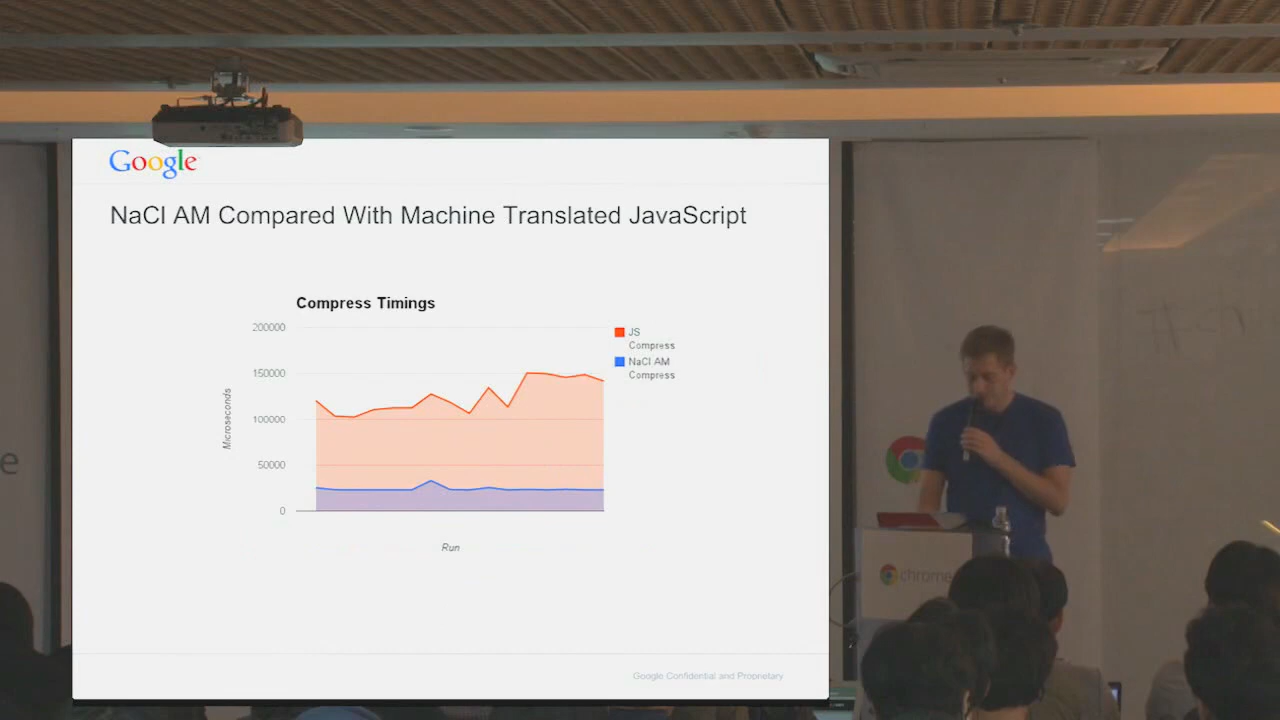 Google
NaCl AM Compared With Machine Translated JavaScript
Compress Timings
200000
150000
100000
50000
0
Microseconds
Run
JS
Compress
NaCl AM
Compress
Google Confidential and Proprietary
e
chrome